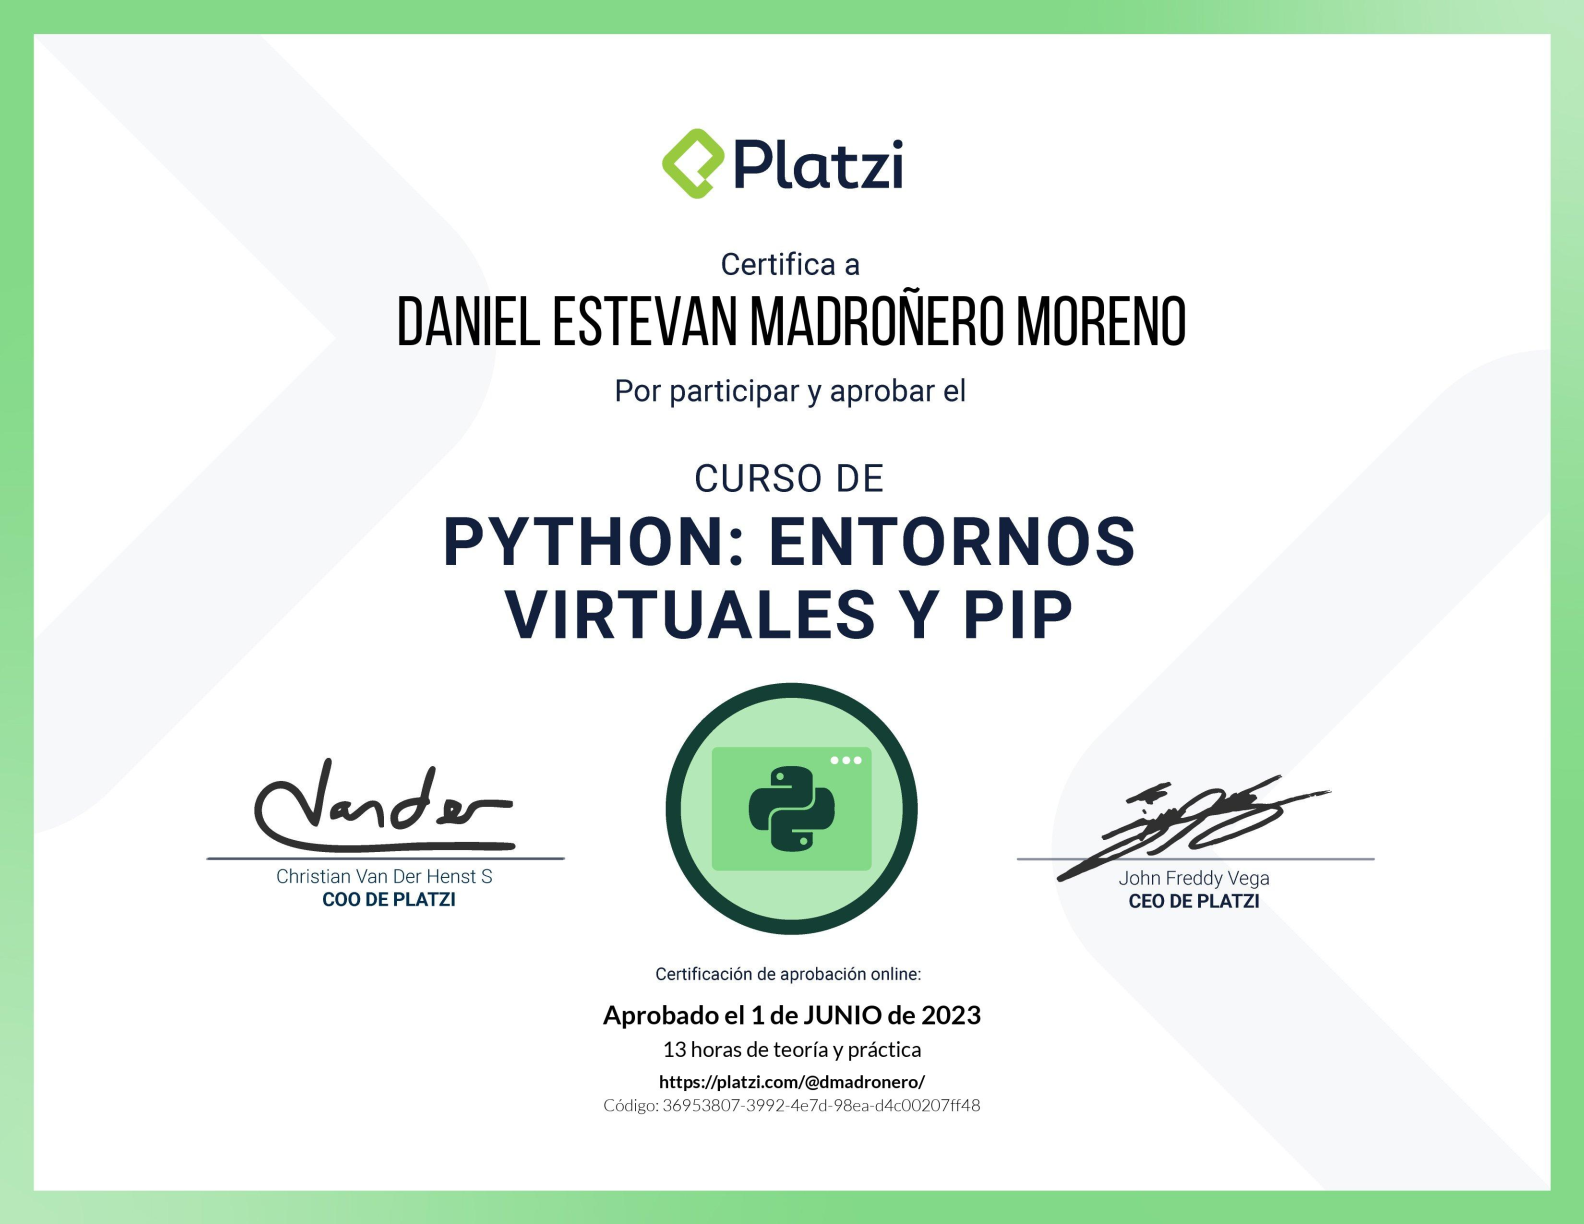 Platzi
Certifica a
DANIEL ESTEVAN MADROÑERO MORENO
Por participar y aprobar el
CURSO DE
PYTHON: ENTORNOS
VIRTUALES Y PIP
Vander
Christian Van Der Henst S
COO DE PLATZI
John Freddy Vega
CEO DE PLATZI
Certificación de aprobación online:
Aprobado el 1 de JUNIO de 2023
13 horas de teoría y práctica
https://platzi.com/@dmadronero/
Código: 36953807-3992-4e7d-98ea-d4c00207ff48